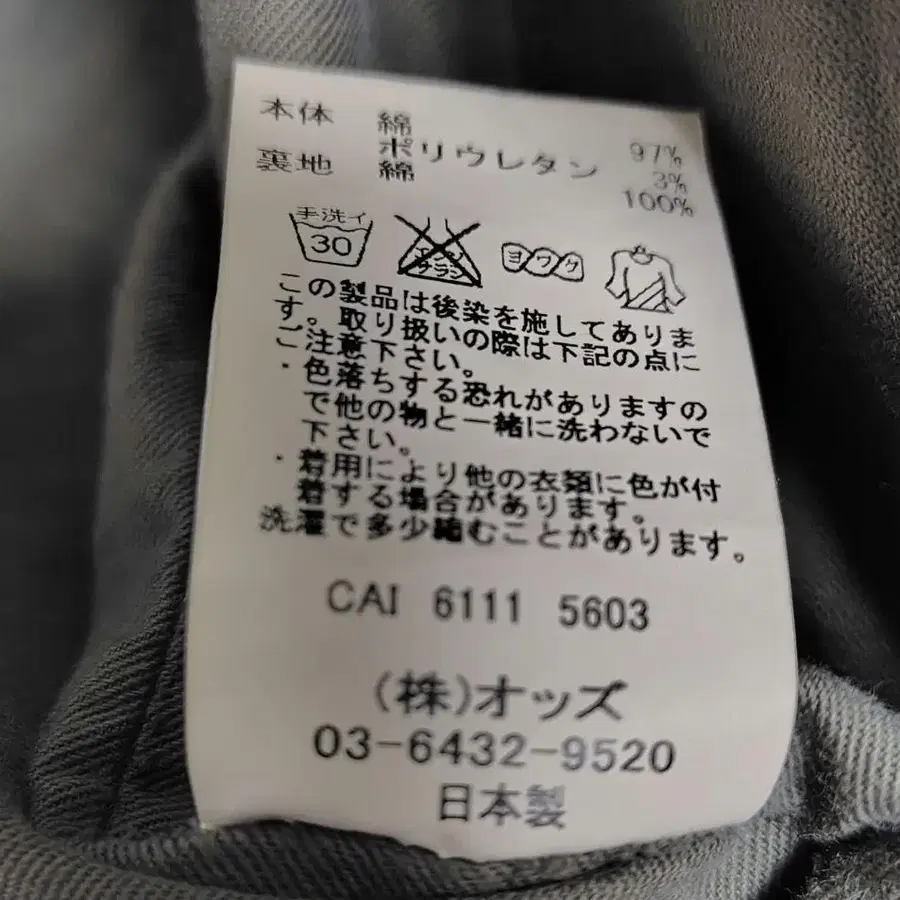 本体 綿 97%
ポリウレタン 3%
裏地 綿 100%
手洗イ
30
エンソ
サラシ
ヨワク
この製品は後染を施してありま
す。取り扱いの際は下記の点に
ご注意下さい。
・色落ちする恐れがありますの
で他の物と一緒に洗わないで
下さい。
・着用により他の衣類に色が付
着する場合があります。
洗濯で多少縮むことがあります。
CAI 6111 5603
(株)オッズ
03-6432-9520
日本製